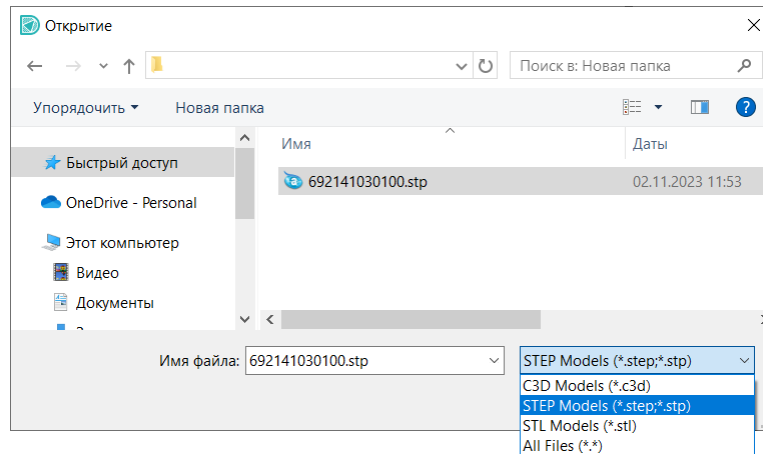 Открытие
Поиск в: Новая папка
Упорядочить
Новая папка
Имя
Даты
Быстрый доступ
692141030100.stp
02.11.2023 11:53
OneDrive - Personal
Этот компьютер
Видео
Документы
Имя файла: 692141030100.stp
STEP Models (*.step;*.stp)
C3D Models (*.c3d)
STEP Models (*.step;*.stp)
STL Models (*.stl)
All Files (*.*)